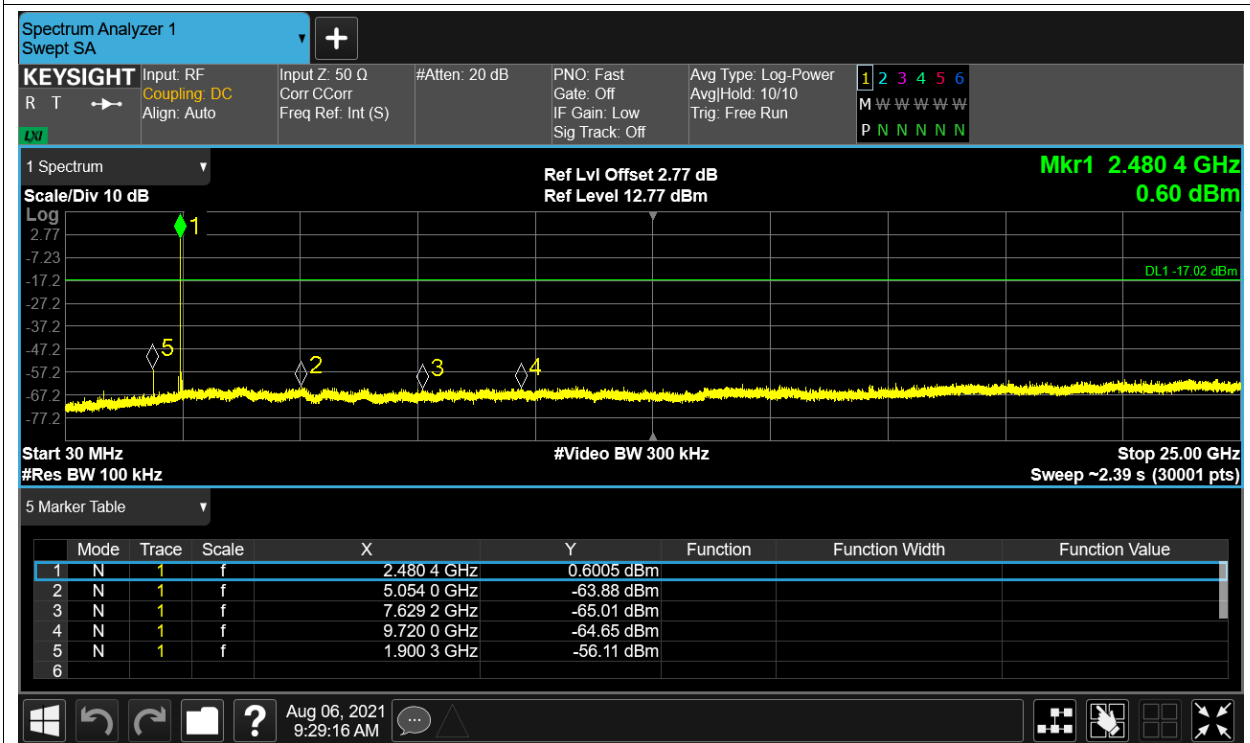 Spectrum Analyzer 1
Swept SA
+
KEYSIGHT Input: RF Input Z: 50 Ω #Atten: 20 dB PNO: Fast Avg Type: Log-Power 1 2 3 4 5 6
R T Coupling: DC Corr CCorr Gate: Off Avg|Hold: 10/10 M W W W W W
Align: Auto Freq Ref: Int (S) IF Gain: Low Trig: Free Run
LXI Sig Track: Off P N N N N N
1 Spectrum Ref Lvl Offset 2.77 dB Mkr1 2.480 4 GHz
Scale/Div 10 dB Ref Level 12.77 dBm 0.60 dBm
Log
1
2.77
-7.23
DL1 -17.02 dBm
-17.2
-27.2
-37.2
-47.2
5
2
3
4
-57.2
-67.2
-77.2
Start 30 MHz #Video BW 300 kHz Stop 25.00 GHz
#Res BW 100 kHz Sweep ~2.39 s (30001 pts)
5 Marker Table
Mode Trace Scale X Y Function Function Width Function Value
1 N 1 f 2.480 4 GHz 0.6005 dBm
2 N 1 f 5.054 0 GHz -63.88 dBm
3 N 1 f 7.629 2 GHz -65.01 dBm
4 N 1 f 9.720 0 GHz -64.65 dBm
5 N 1 f 1.900 3 GHz -56.11 dBm
6
? Aug 06, 2021
9:29:16 AM